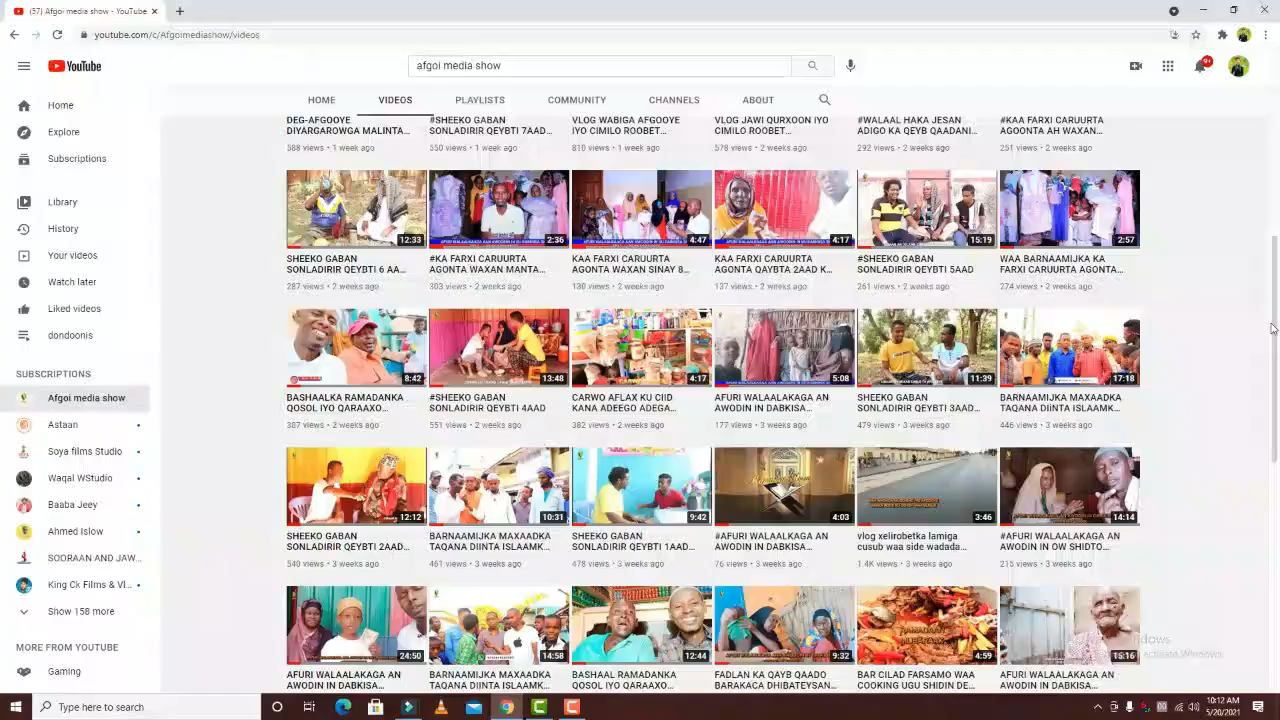 (57) Afgoi media show - YouTube
youtube.com/c/Afgoimediashow/videos
YouTube
afgoi media show
9+
HOME VIDEOS PLAYLISTS COMMUNITY CHANNELS ABOUT
Home
Explore
Subscriptions
Library
History
Your videos
Watch later
Liked videos
dondoonis
SUBSCRIPTIONS
Afgoi media show
Astaan
Soya films Studio
Waqal WStudio
Baaba Jeey
Ahmed Islow
SOORAAN AND JAW...
King Ck Films & Vl...
Show 158 more
MORE FROM YOUTUBE
Gaming
DEG-AFGOOYE
DIYARGAROWGA MALINTA...
588 views • 1 week ago
#SHEEKO GABAN
SONLADIRIR QEYBTI 7AAD...
550 views • 1 week ago
VLOG WABIGA AFGOOYE
IYO CIMILO ROOBET...
810 views • 1 week ago
VLOG JAWI QURXOON IYO
CIMILO ROOBET...
578 views • 2 weeks ago
#WALAAL HAKA JESAN
ADIGO KA QEYB QAADANI...
292 views • 2 weeks ago
#KAA FARXI CARUURTA
AGOONTA AH WAXAN...
251 views • 2 weeks ago
12:33
SHEEKO GABAN
SONLADIRIR QEYBTI 6 AA...
287 views • 2 weeks ago
2:36
#KA FARXI CARUURTA
AGONTA WAXAN MANTA...
303 views • 2 weeks ago
4:47
KAA FARXI CARUURTA
AGONTA WAXAN SINAY 8...
130 views • 2 weeks ago
4:17
KAA FARXI CARUURTA
AGONTA QAYBTA 2AAD K...
137 views • 2 weeks ago
15:19
#SHEEKO GABAN
SONLADIRIR QEYBTI 5AAD
261 views • 2 weeks ago
2:57
WAA BARNAAMIJKA KA
FARXI CARUURTA AGONTA...
274 views • 2 weeks ago
8:42
BASHAALKA RAMADANKA
QOSOL IYO QARAAXO...
387 views • 2 weeks ago
13:48
#SHEEKO GABAN
SONLADIRIR QEYBTI 4AAD
551 views • 2 weeks ago
4:17
CARWO AFLAX KU CIID
KANA ADEEGO ADEGA...
382 views • 2 weeks ago
5:08
AFURI WALAALAKAGA AN
AWODIN IN DABKISA...
177 views • 3 weeks ago
11:39
SHEEKO GABAN
SONLADIRIR QEYBTI 3AAD...
479 views • 3 weeks ago
17:18
BARNAAMIJKA MAXAADKA
TAQANA DIINTA ISLAAMK...
446 views • 3 weeks ago
12:12
SHEEKO GABAN
SONLADIRIR QEYBTI 2AAD...
540 views • 3 weeks ago
10:31
BARNAAMIJKA MAXAADKA
TAQANA DIINTA ISLAAMK...
461 views • 3 weeks ago
9:42
SHEEKO GABAN
SONLADIRIR QEYBTI 1AAD...
478 views • 3 weeks ago
4:03
#AFURI WALAALKAGA AN
AWODIN IN DABKISA...
76 views • 3 weeks ago
3:46
vlog xelirobetka lamiga
cusub waa side wadada...
1.4K views • 3 weeks ago
14:14
#AFURI WALAALAKAGA AN
AWODIN IN OW SHIDTO...
215 views • 3 weeks ago
24:50
AFURI WALAALAKAGA AN
AWODIN IN DABKISA...
14:58
BARNAAMIJKA MAXAADKA
TAQANA DIINTA ISLAAMK...
12:44
BASHAAL RAMADANKA
QOSOL IYO QARAAXO...
9:32
FADLAN KA QAYB QAADO
BARAKACA DHIBATEYSAN...
RAMADAAN
MUBARAAK
4:59
BAR CILAD FARSAMO WAA
COOKING UGU SHIDIN DE...
15:16
AFURI WALAALAKAGA AN
AWODIN IN DABKISA...
Type here to search
10:12 AM
5/20/2021